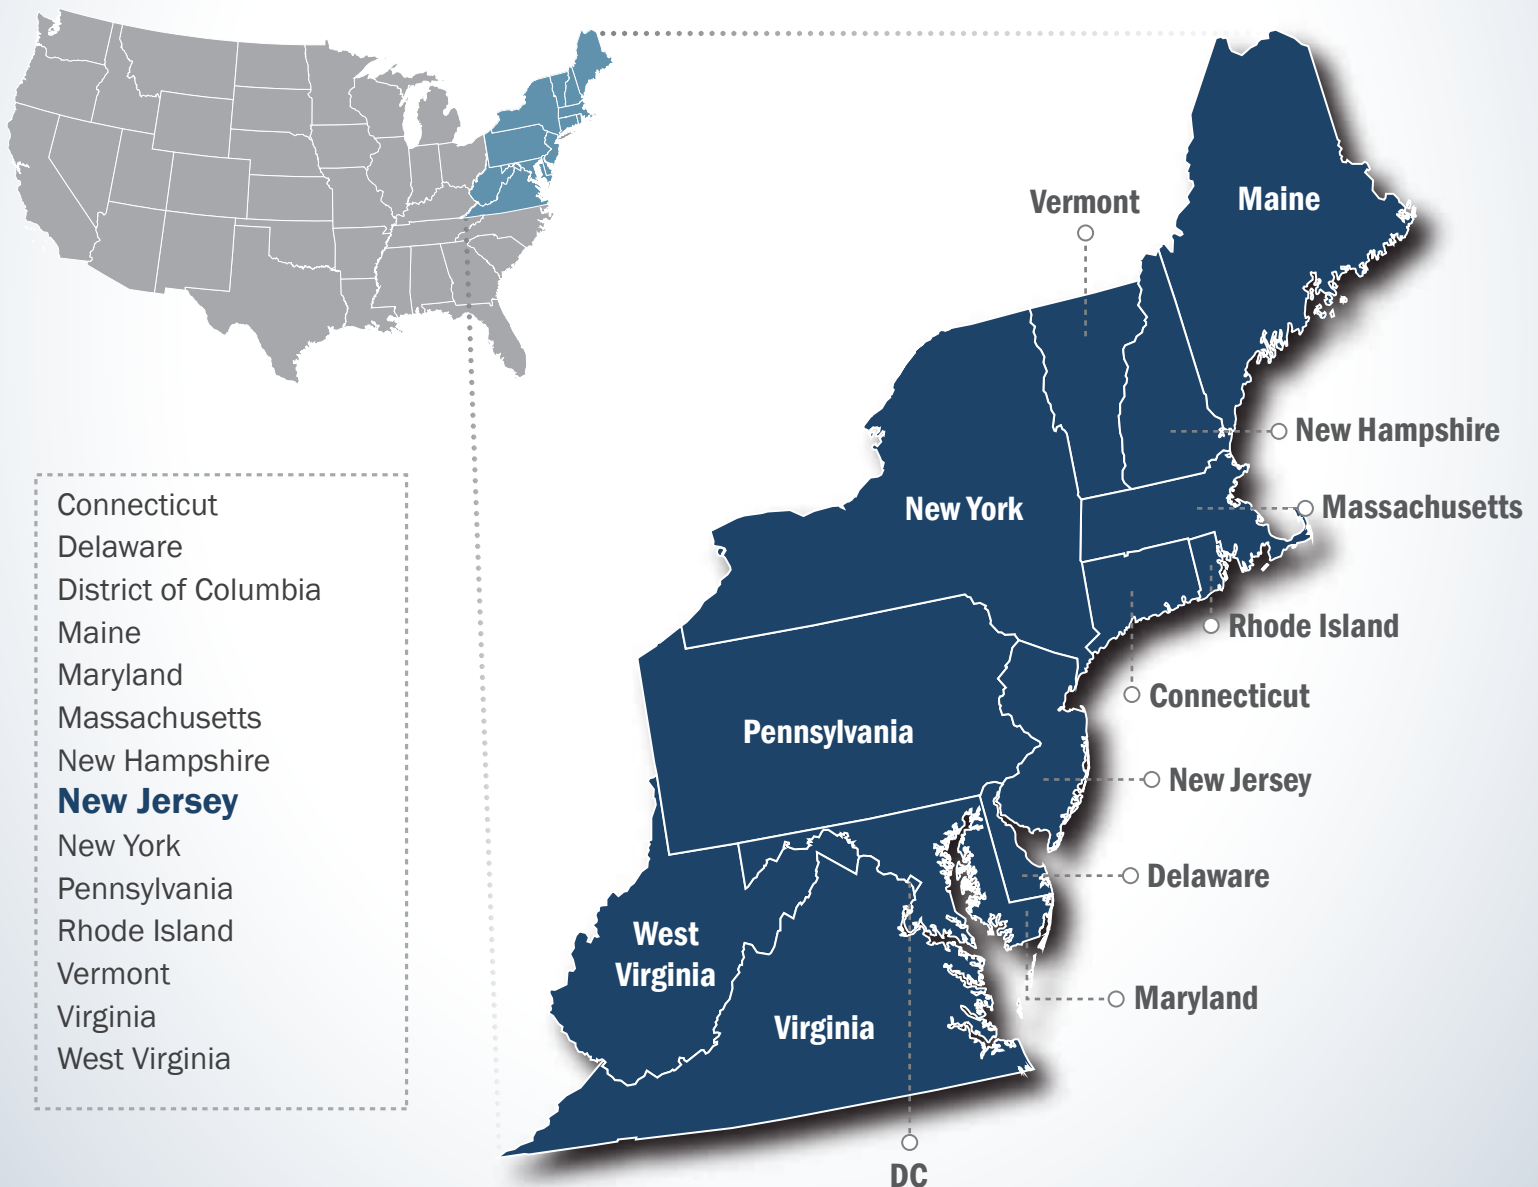 Connecticut
Delaware
District of Columbia
Maine
Maryland
Massachusetts
New Hampshire
New Jersey
New York
Pennsylvania
Rhode Island
Vermont
Virginia
West Virginia
Vermont
Maine
New Hampshire
New York
Massachusetts
Rhode Island
Connecticut
Pennsylvania
New Jersey
Delaware
West
Virginia
Maryland
Virginia
DC